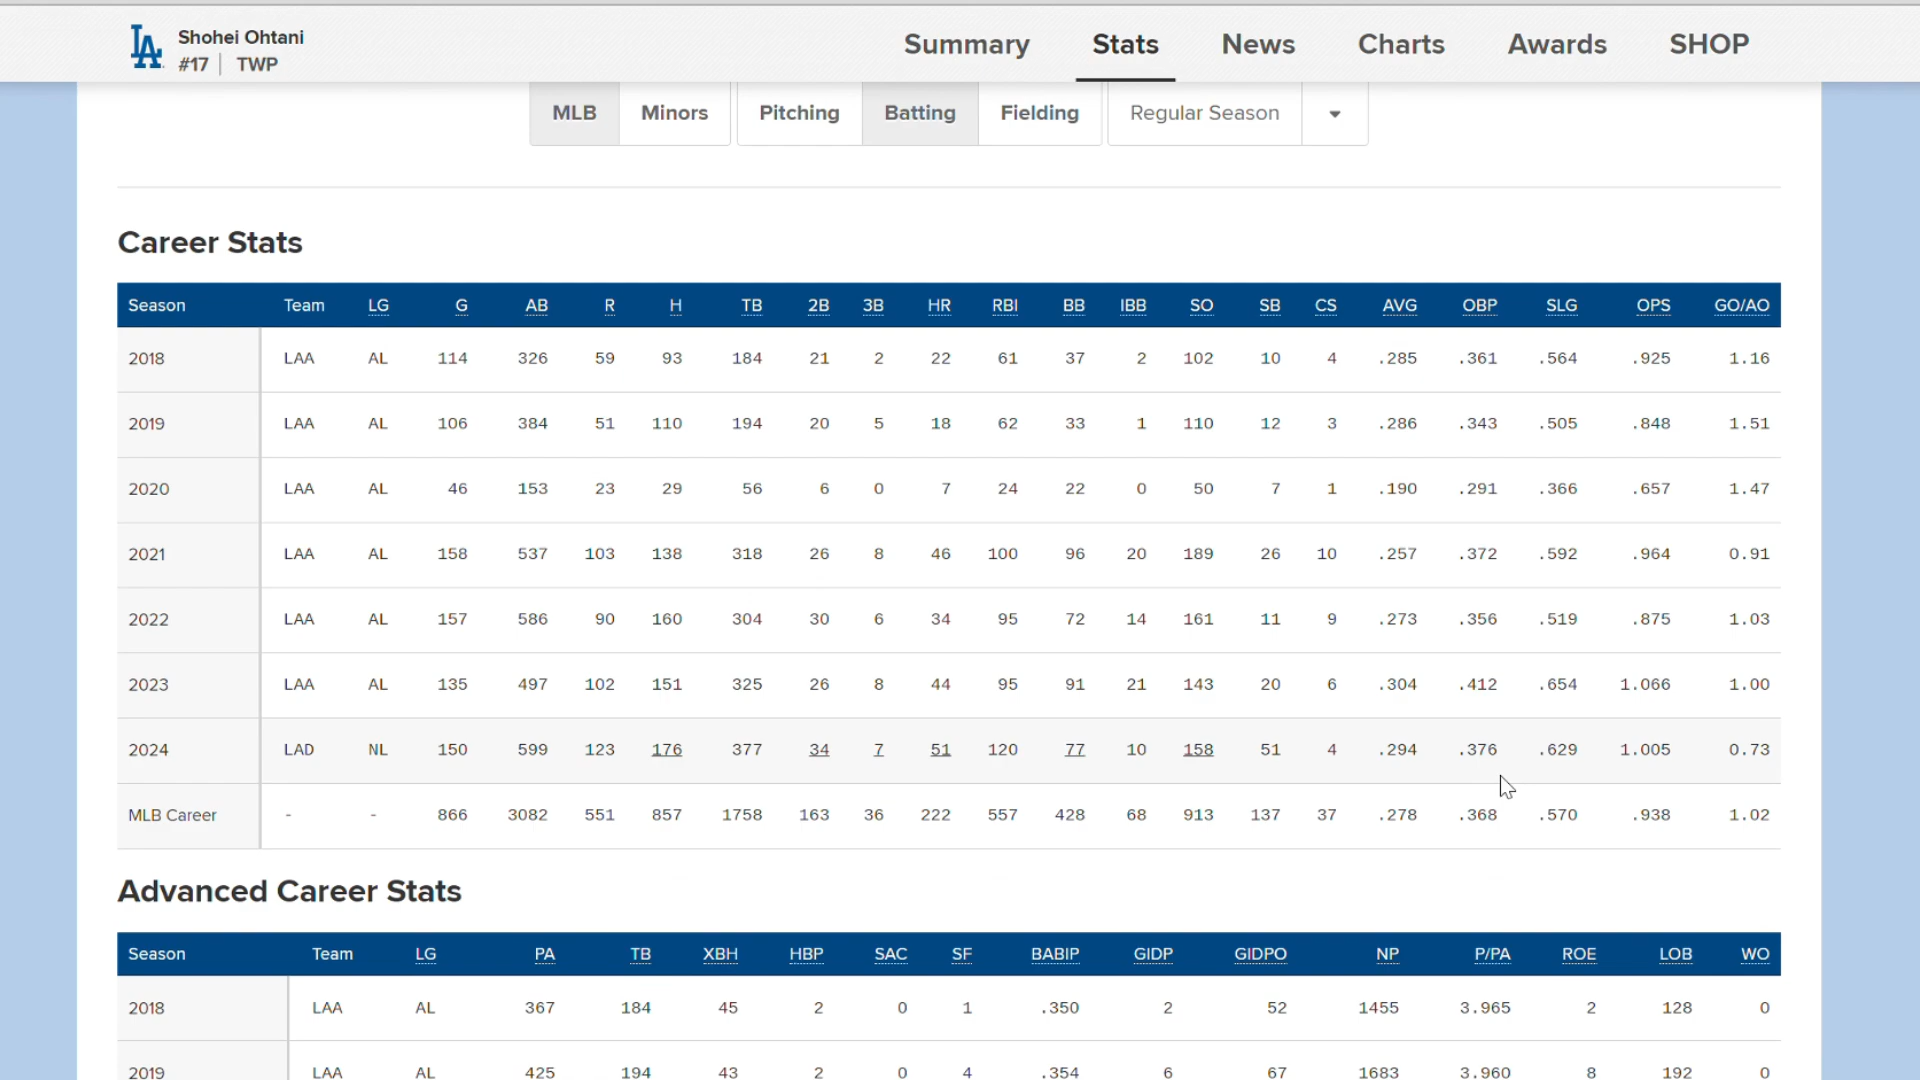 LA Shohei Ohtani
#17 TWP
Summary Stats News Charts Awards SHOP
MLB Minors Pitching Batting Fielding Regular Season
Career Stats
Season Team LG G AB R H TB 2B 3B HR RBI BB IBB SO SB CS AVG OBP SLG OPS GO/AO
2018 LAA AL 114 326 59 93 184 21 2 22 61 37 2 102 10 4 .285 .361 .564 .925 1.16
2019 LAA AL 106 384 51 110 194 20 5 18 62 33 1 110 12 3 .286 .343 .505 .848 1.51
2020 LAA AL 46 153 23 29 56 6 0 7 24 22 0 50 7 1 .190 .291 .366 .657 1.47
2021 LAA AL 158 537 103 138 318 26 8 46 100 96 20 189 26 10 .257 .372 .592 .964 0.91
2022 LAA AL 157 586 90 160 304 30 6 34 95 72 14 161 11 9 .273 .356 .519 .875 1.03
2023 LAA AL 135 497 102 151 325 26 8 44 95 91 21 143 20 6 .304 .412 .654 1.066 1.00
2024 LAD NL 150 599 123 176 377 34 7 51 120 77 10 158 51 4 .294 .376 .629 1.005 0.73
MLB Career - - 866 3082 551 857 1758 163 36 222 557 428 68 913 137 37 .278 .368 .570 .938 1.02
Advanced Career Stats
Season Team LG PA TB XBH HBP SAC SF BABIP GIDP GIDPO NP P/PA ROE LOB WO
2018 LAA AL 367 184 45 2 0 1 .350 2 52 1455 3.965 2 128 0
2019 LAA AL 425 194 43 2 0 4 .354 6 67 1683 3.960 8 192 0